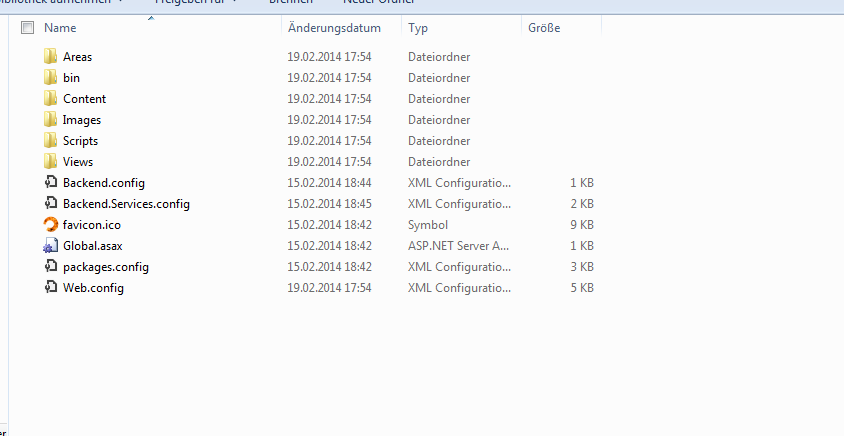 Name Änderungsdatum Typ Größe
Areas 19.02.2014 17:54 Dateiordner
bin 19.02.2014 17:54 Dateiordner
Content 19.02.2014 17:54 Dateiordner
Images 19.02.2014 17:54 Dateiordner
Scripts 19.02.2014 17:54 Dateiordner
Views 19.02.2014 17:54 Dateiordner
Backend.config 15.02.2014 18:44 XML Configuratio... 1 KB
Backend.Services.config 15.02.2014 18:45 XML Configuratio... 2 KB
favicon.ico 15.02.2014 18:42 Symbol 9 KB
Global.asax 15.02.2014 18:42 ASP.NET Server A... 1 KB
packages.config 15.02.2014 18:42 XML Configuratio... 3 KB
Web.config 19.02.2014 17:54 XML Configuratio... 5 KB